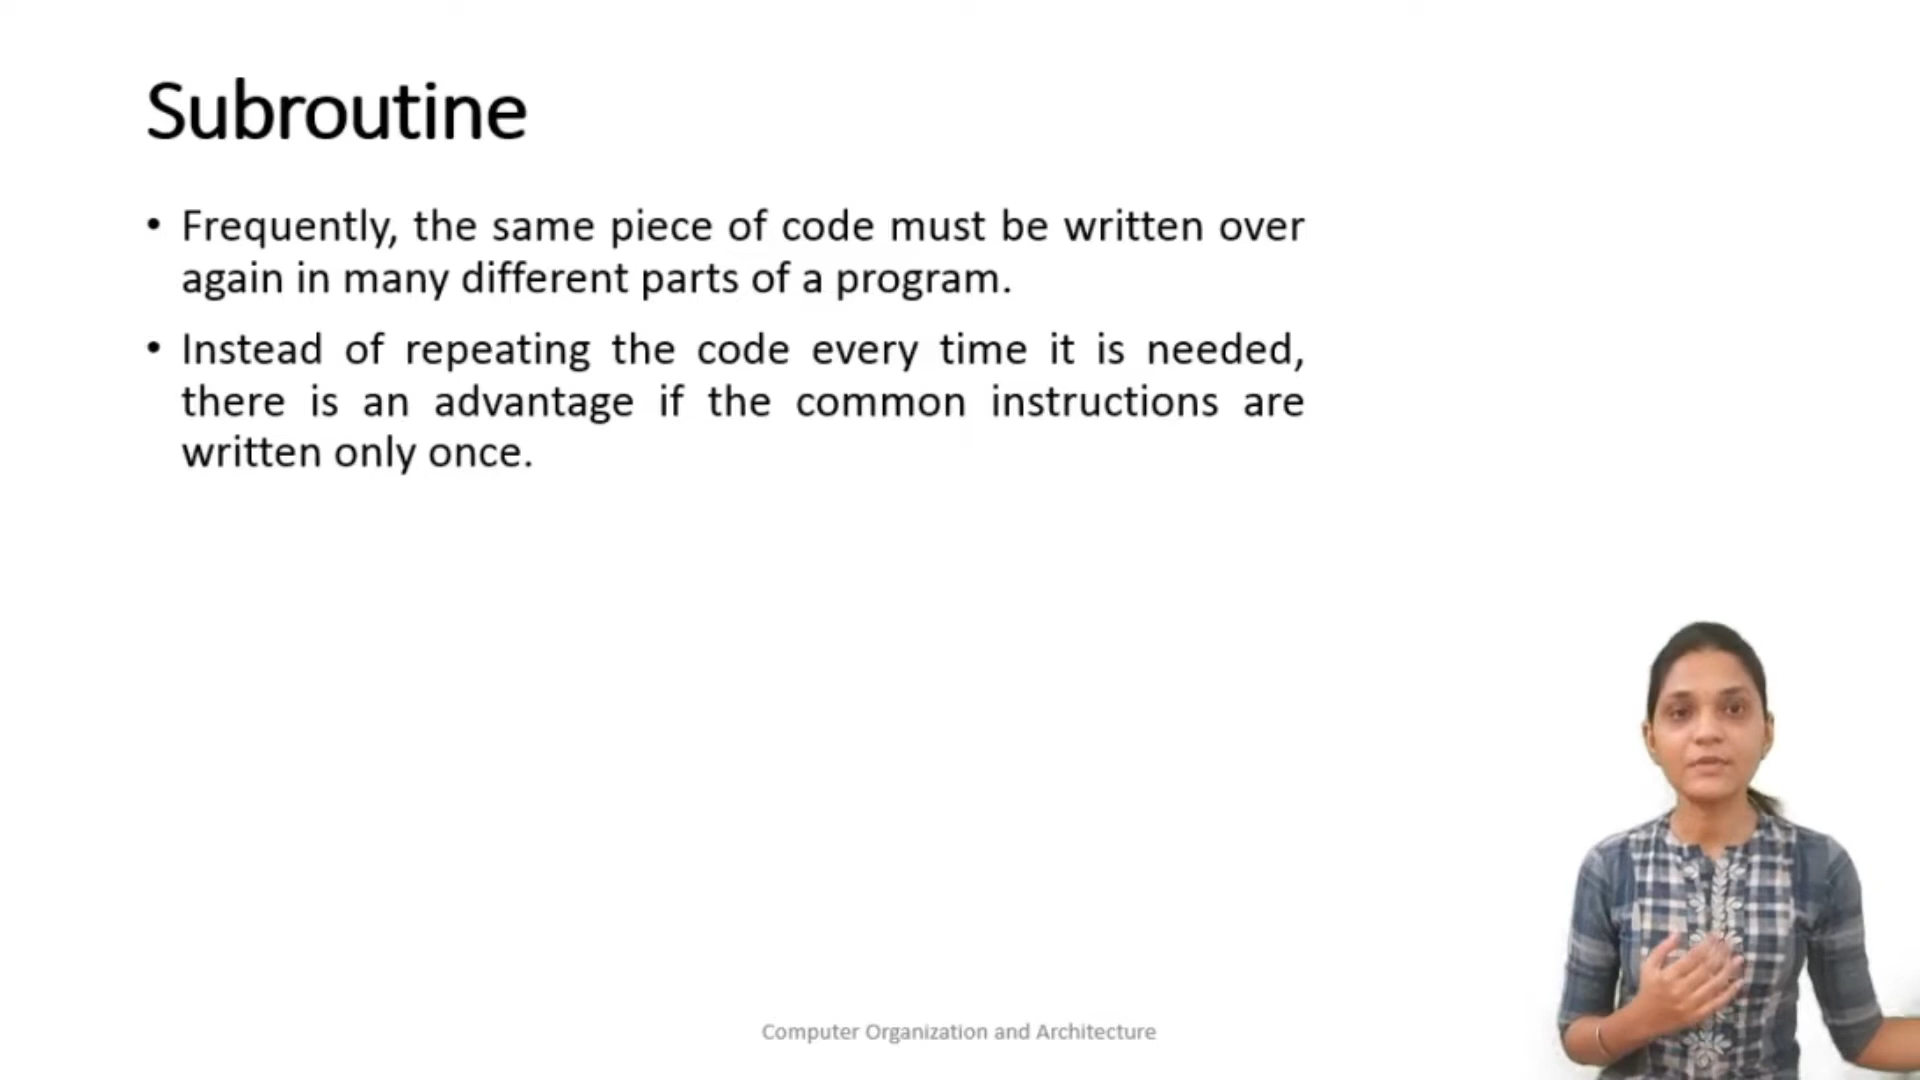 Subroutine
• Frequently, the same piece of code must be written over
again in many different parts of a program.
• Instead of repeating the code every time it is needed,
there is an advantage if the common instructions are
written only once.
Computer Organization and Architecture